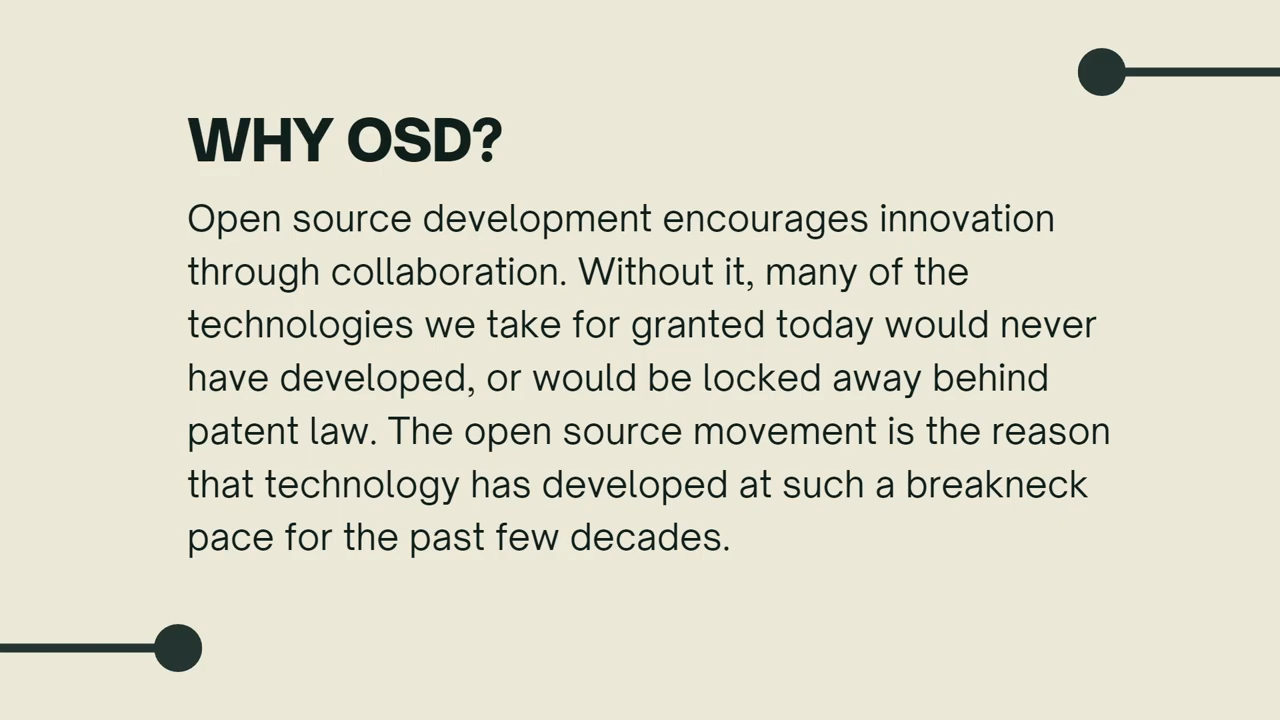 WHY OSD?
Open source development encourages innovation
through collaboration. Without it, many of the
technologies we take for granted today would never
have developed, or would be locked away behind
patent law. The open source movement is the reason
that technology has developed at such a breakneck
pace for the past few decades.